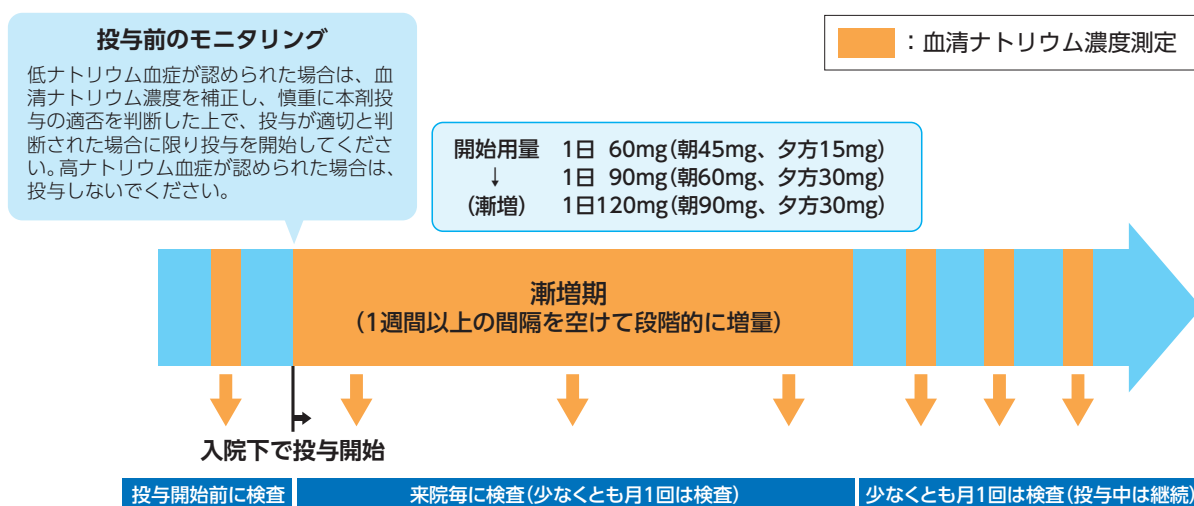 投与前のモニタリング
低ナトリウム血症が認められた場合は、血
清ナトリウム濃度を補正し、慎重に本剤投
与の適否を判断した上で、投与が適切と判
断された場合に限り投与を開始してくださ
い。高ナトリウム血症が認められた場合は、
投与しないでください。
：血清ナトリウム濃度測定
開始用量 1日 60mg(朝45mg、夕方15mg)
↓ 1日 90mg(朝60mg、夕方30mg)
(漸増) 1日120mg(朝90mg、夕方30mg)
漸増期
(1週間以上の間隔を空けて段階的に増量)
入院下で投与開始
投与開始前に検査
来院毎に検査(少なくとも月1回は検査)
少なくとも月1回は検査(投与中は継続)